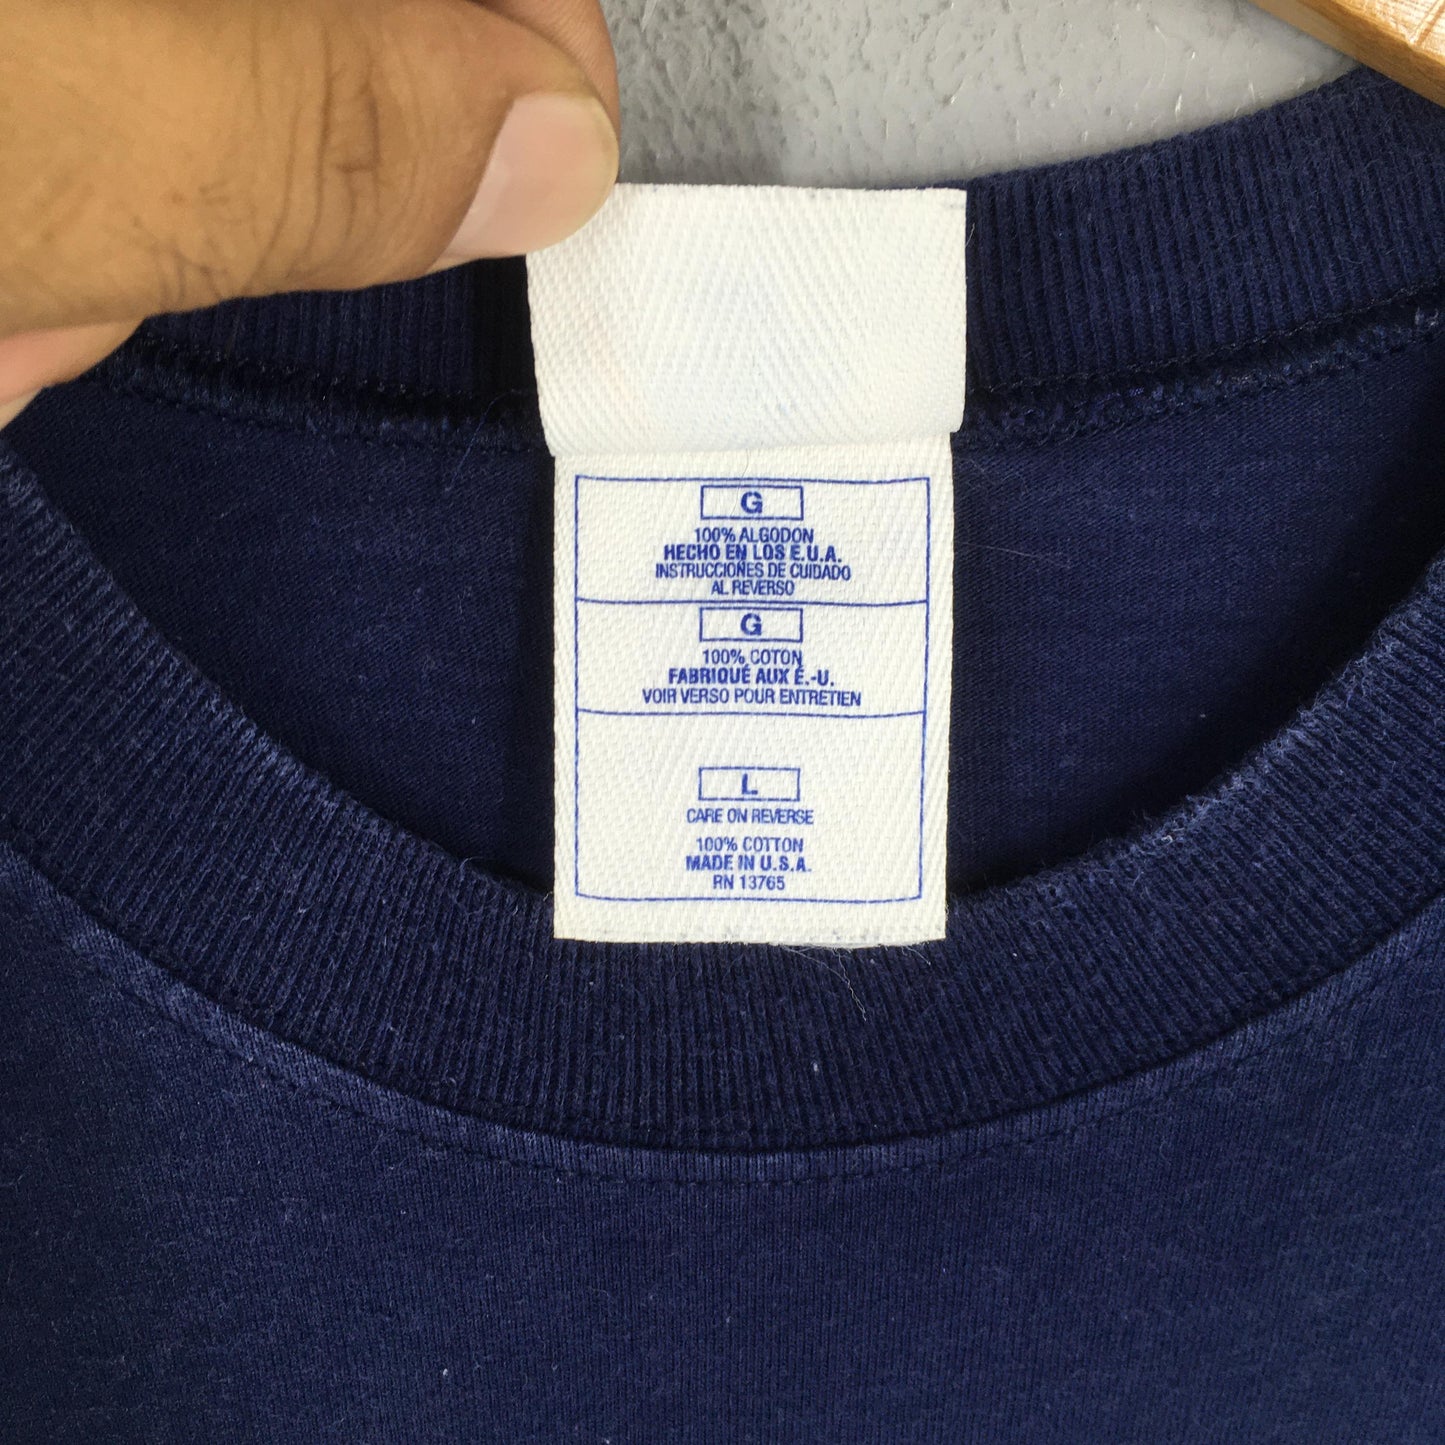 G
100% ALGODON
HECHO EN LOS E.U.A.
INSTRUCCIONES DE CUIDADO
AL REVERSO
G
100% COTON
FABRIQUÉ AUX É.-U.
VOIR VERSO POUR ENTRETIEN
L
CARE ON REVERSE
100% COTTON
MADE IN U.S.A.
RN 13765